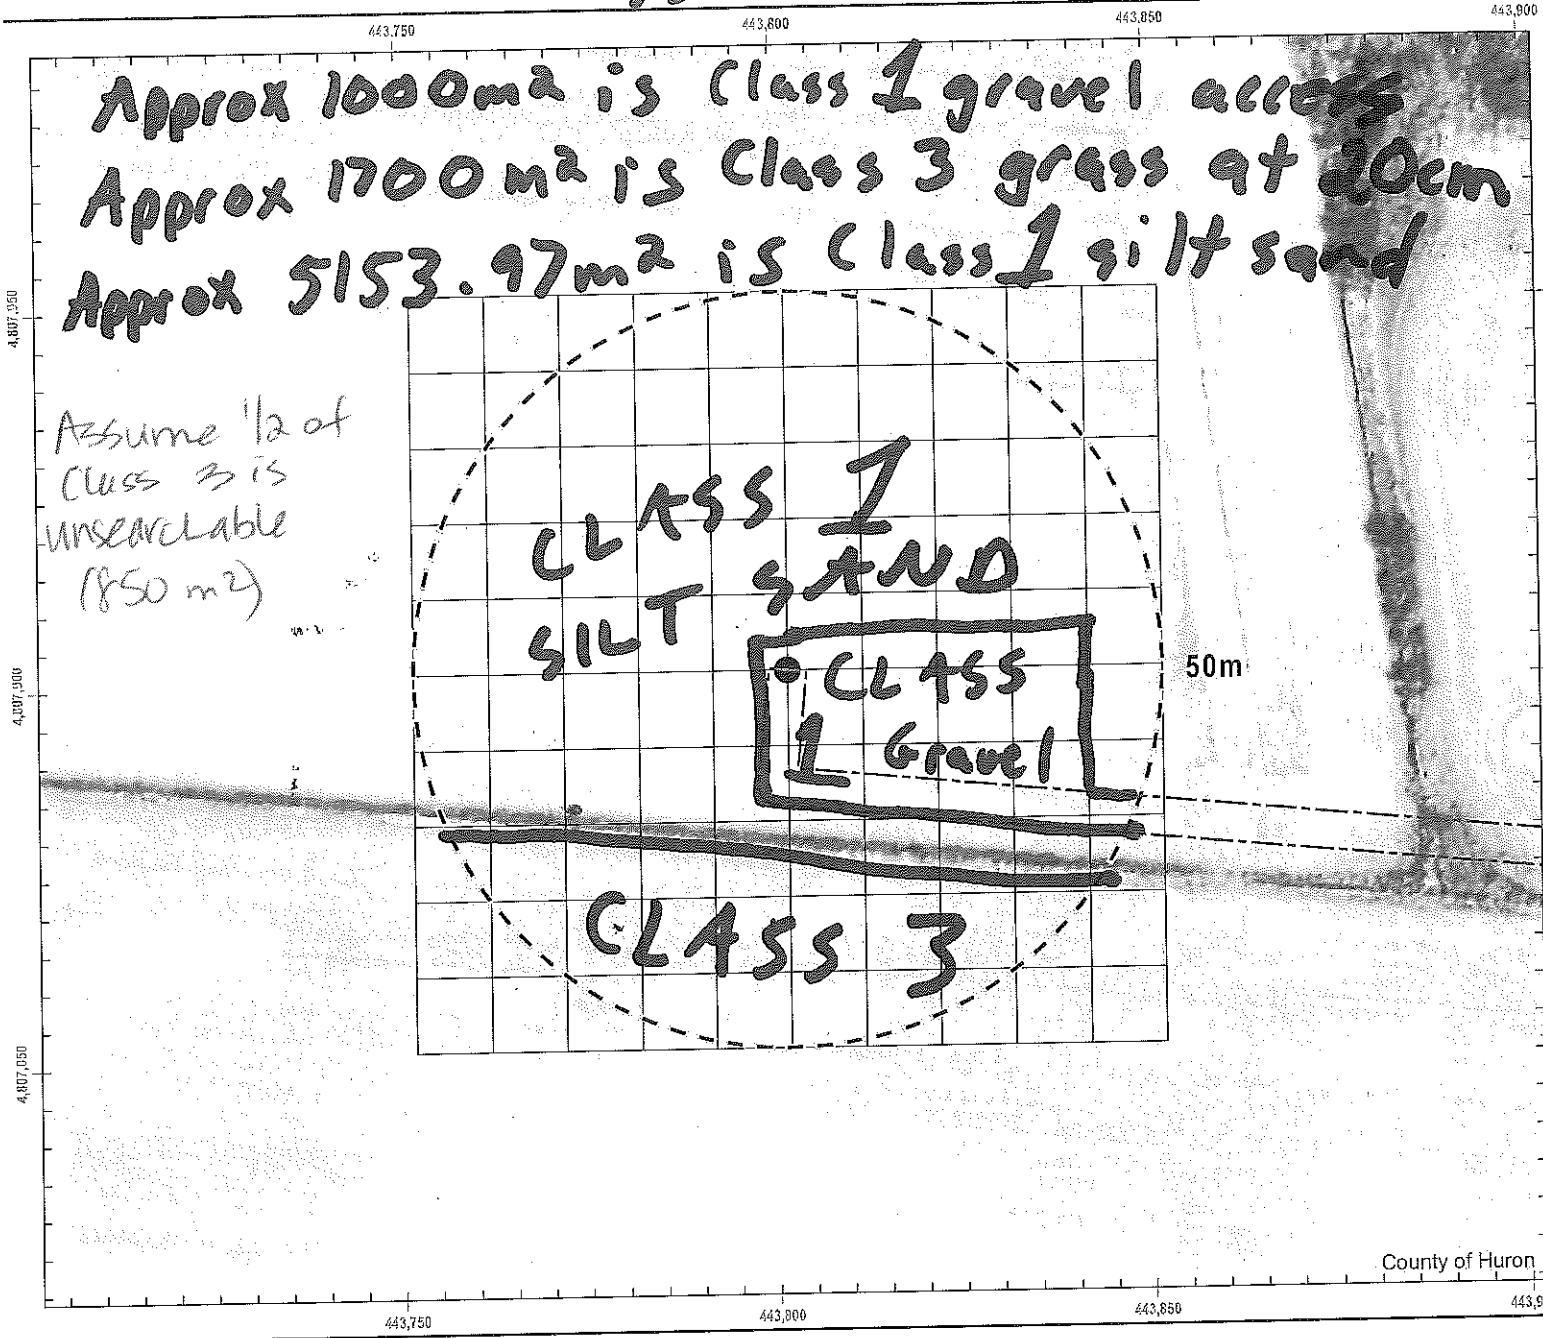 443,750 443,800 443,850 443,900
Approx 1000m² is Class 1 gravel access
Approx 1700m² is Class 3 grass at 20cm
Approx 5153.97m² is Class 1 silt sand
4,807,950
Assume 1/2 of
Class 3 is
unsearchable
(850 m²)
CLASS 1
SILT SAND
CLASS
1 Gravel
50m
4,807,900
CLASS 3
4,807,850
County of Huron
443,750 443,800 443,850 443,9